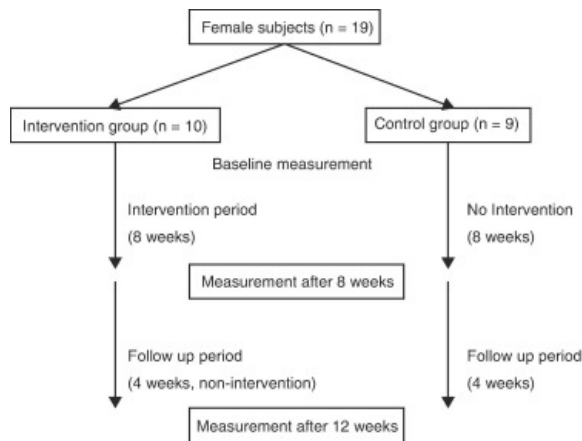 Female subjects (n = 19)
Intervention group (n = 10)
Control group (n = 9)
Baseline measurement
Intervention period
(8 weeks)
No Intervention
(8 weeks)
Measurement after 8 weeks
Follow up period
(4 weeks, non-intervention)
Follow up period
(4 weeks)
Measurement after 12 weeks